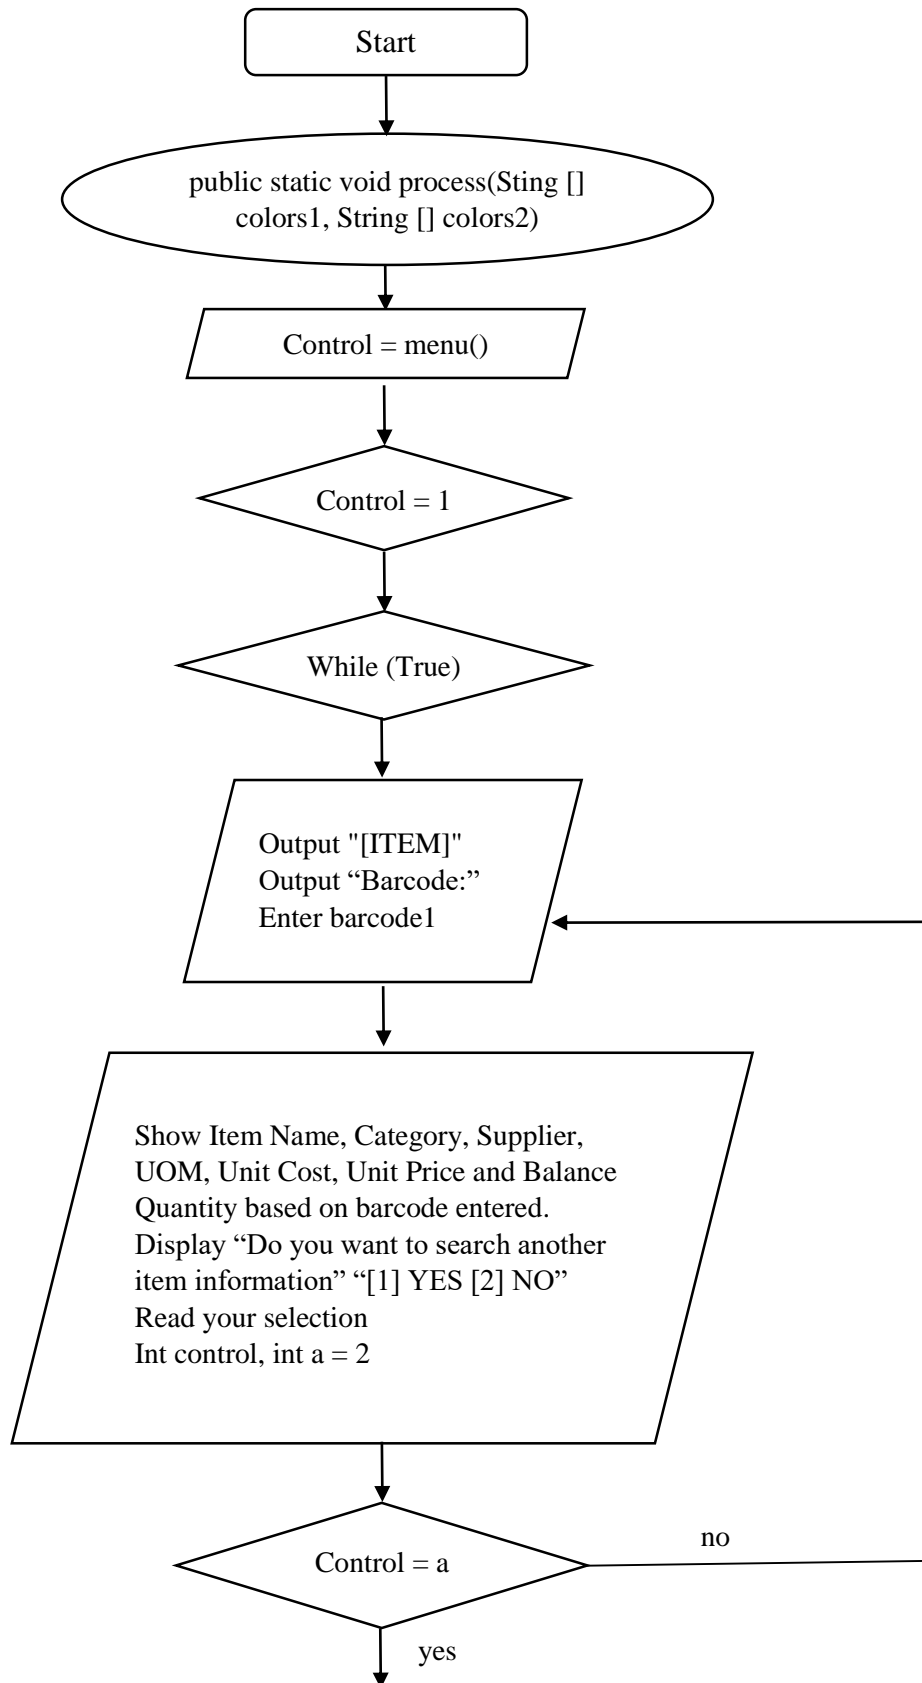 Start
public static void process(Sting []
colors1, String [] colors2)
Control = menu()
Control = 1
While (True)
Output "[ITEM]"
Output “Barcode:”
Enter barcode1
Show Item Name, Category, Supplier,
UOM, Unit Cost, Unit Price and Balance
Quantity based on barcode entered.
Display “Do you want to search another
item information” “[1] YES [2] NO”
Read your selection
Int control, int a = 2
Control = a
no
yes